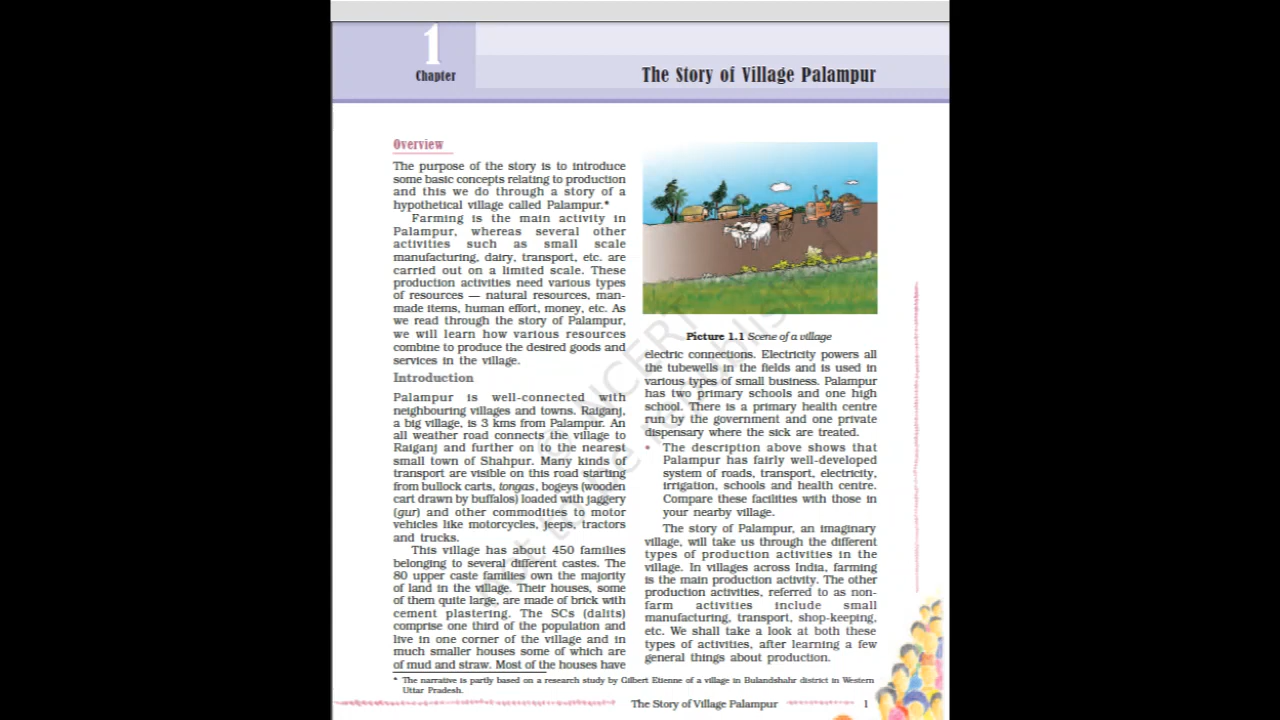 1
Chapter
The Story of Village Palampur
Overview
The purpose of the story is to introduce
some basic concepts relating to production
and this we do through a story of a
hypothetical village called Palampur.*
Farming is the main activity in
Palampur, whereas several other
activities such as small scale
manufacturing, dairy, transport, etc. are
carried out on a limited scale. These
production activities need various types
of resources — natural resources, man-
made items, human effort, money, etc. As
we read through the story of Palampur,
we will learn how various resources
combine to produce the desired goods and
services in the village.
Introduction
Palampur is well-connected with
neighbouring villages and towns. Raiganj,
a big village, is 3 kms from Palampur. An
all weather road connects the village to
Raiganj and further on to the nearest
small town of Shahpur. Many kinds of
transport are visible on this road starting
from bullock carts, tongas, bogeys (wooden
cart drawn by buffalos) loaded with jaggery
(gur) and other commodities to motor
vehicles like motorcycles, jeeps, tractors
and trucks.
This village has about 450 families
belonging to several different castes. The
80 upper caste families own the majority
of land in the village. Their houses, some
of them quite large, are made of brick with
cement plastering. The SCs (dalits)
comprise one third of the population and
live in one corner of the village and in
much smaller houses some of which are
of mud and straw. Most of the houses have
Picture 1.1 Scene of a village
electric connections. Electricity powers all
the tubewells in the fields and is used in
various types of small business. Palampur
has two primary schools and one high
school. There is a primary health centre
run by the government and one private
dispensary where the sick are treated.
• The description above shows that
Palampur has fairly well-developed
system of roads, transport, electricity,
irrigation, schools and health centre.
Compare these facilities with those in
your nearby village.
The story of Palampur, an imaginary
village, will take us through the different
types of production activities in the
village. In villages across India, farming
is the main production activity. The other
production activities, referred to as non-
farm activities include small
manufacturing, transport, shop-keeping,
etc. We shall take a look at both these
types of activities, after learning a few
general things about production.
* The narrative is partly based on a research study by Gilbert Etienne of a village in Bulandshahr district in Western
Uttar Pradesh.
The Story of Village Palampur 1
© NCERT
not to be republished